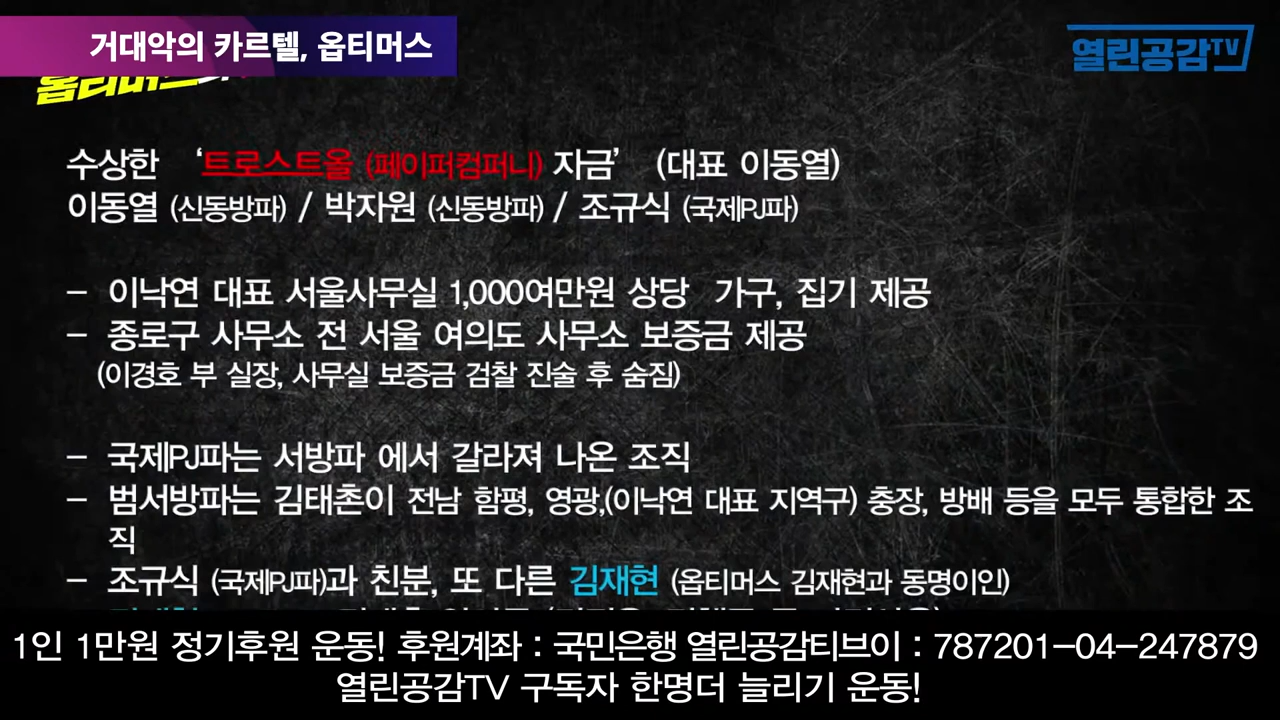 거대악의 카르텔, 옵티머스
열린공감TV
옵티머스
수상한 ‘트로스트올 (페이퍼컴퍼니) 자금’ (대표 이동열)
이동열 (신동방파) / 박자원 (신동방파) / 조규식 (국제PJ파)
- 이낙연 대표 서울사무실 1,000여만원 상당 가구, 집기 제공
- 종로구 사무소 전 서울 여의도 사무소 보증금 제공
(이경호 부 실장, 사무실 보증금 검찰 진술 후 숨짐)
- 국제PJ파는 서방파 에서 갈라져 나온 조직
- 범서방파는 김태촌이 전남 함평, 영광,(이낙연 대표 지역구) 충장, 방배 등을 모두 통합한 조
직
- 조규식 (국제PJ파)과 친분, 또 다른 김재현 (옵티머스 김재현과 동명이인)
1인 1만원 정기후원 운동! 후원계좌 : 국민은행 열린공감티브이 : 787201-04-247879
열린공감TV 구독자 한명더 늘리기 운동!